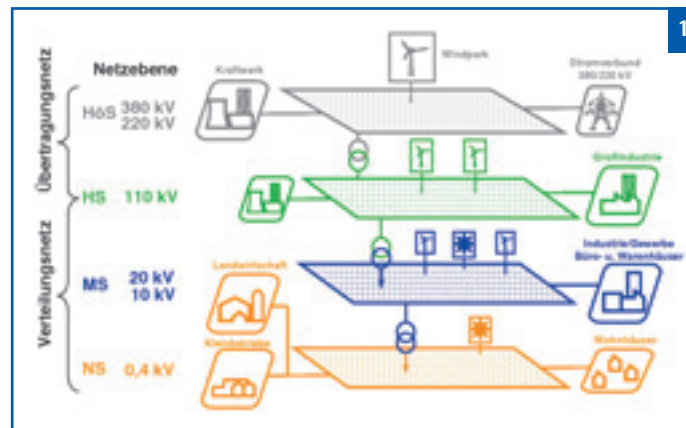 1
Übertragungsnetz
Verteilungsnetz
Netzebene
HöS 380 kV
220 kV
HS 110 kV
MS 20 kV
10 kV
NS 0,4 kV
Kraftwerk
Windpark
Stromverbund
380/220 kV
Großindustrie
Industrie/Gewerbe
Büro- u. Warenhäuser
Landwirtschaft
Kleinbetriebe
Wohnhäuser